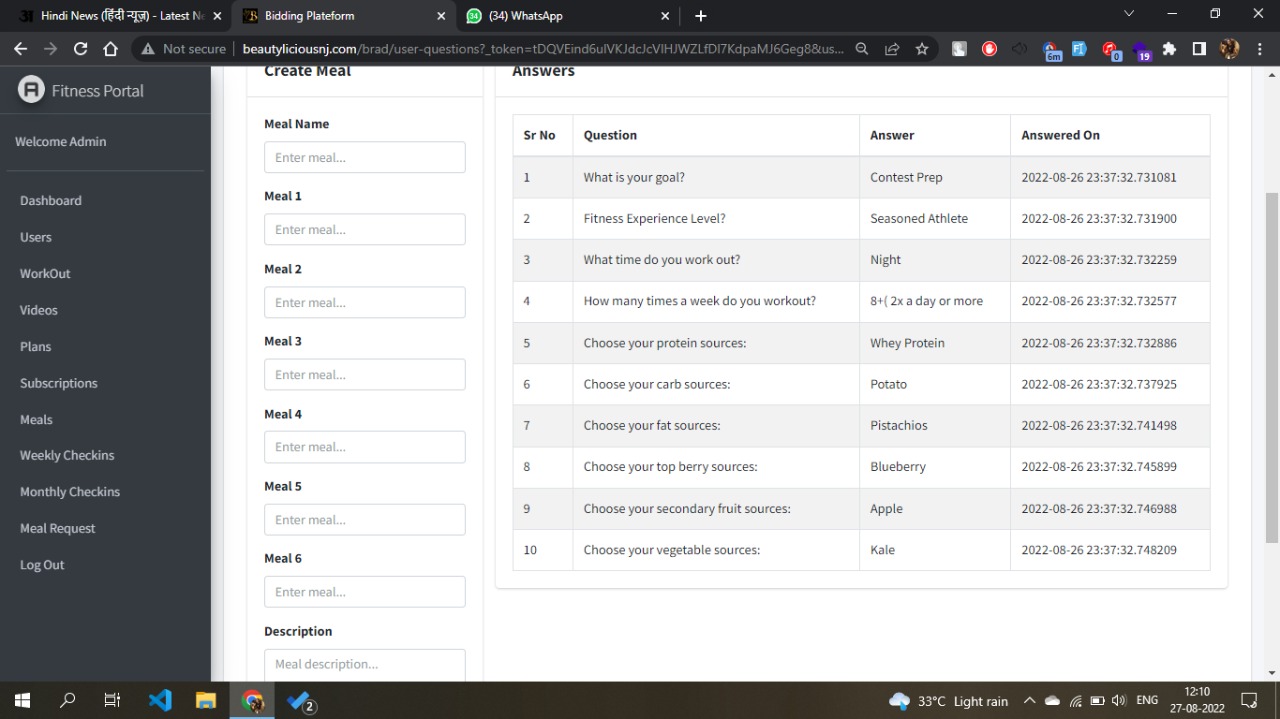 Hindi News (हिंदी न्यूज़) - Latest Ne
Bidding Plateform
34
(34) WhatsApp
Not secure
beautyliciousnj.com/brad/user-questions?_token=tDQVEind6ulVKJdcJcVIHJWZLfDI7KdpaMJ6Geg8&us...
6m
0
19
Fitness Portal
Welcome Admin
Dashboard
Users
WorkOut
Videos
Plans
Subscriptions
Meals
Weekly Checkins
Monthly Checkins
Meal Request
Log Out
Create Meal
Meal Name
Enter meal...
Meal 1
Enter meal...
Meal 2
Enter meal...
Meal 3
Enter meal...
Meal 4
Enter meal...
Meal 5
Enter meal...
Meal 6
Enter meal...
Description
Meal description...
Answers
Sr No Question Answer Answered On
1 What is your goal? Contest Prep 2022-08-26 23:37:32.731081
2 Fitness Experience Level? Seasoned Athlete 2022-08-26 23:37:32.731900
3 What time do you work out? Night 2022-08-26 23:37:32.732259
4 How many times a week do you workout? 8+( 2x a day or more 2022-08-26 23:37:32.732577
5 Choose your protein sources: Whey Protein 2022-08-26 23:37:32.732886
6 Choose your carb sources: Potato 2022-08-26 23:37:32.737925
7 Choose your fat sources: Pistachios 2022-08-26 23:37:32.741498
8 Choose your top berry sources: Blueberry 2022-08-26 23:37:32.745899
9 Choose your secondary fruit sources: Apple 2022-08-26 23:37:32.746988
10 Choose your vegetable sources: Kale 2022-08-26 23:37:32.748209
2
33°C Light rain
ENG
12:10
27-08-2022